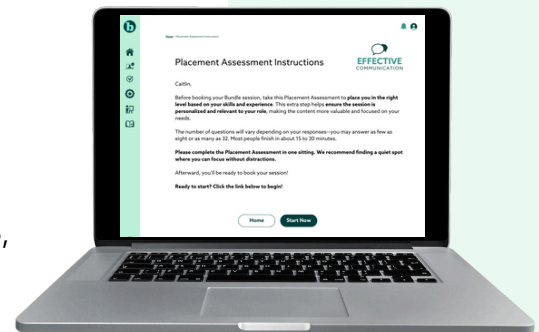 b
Home / Placement Assessment Instructions
Placement Assessment Instructions
EFFECTIVE
COMMUNICATION
Caitlin,
Before booking your Bundle session, take this Placement Assessment to place you in the right
level based on your skills and experience. This extra step helps ensure the session is
personalized and relevant to your role, making the content more valuable and focused on your
needs.
The number of questions will vary depending on your responses—you may answer as few as
eight or as many as 32. Most people finish in about 15 to 30 minutes.
Please complete the Placement Assessment in one sitting. We recommend finding a quiet spot
where you can focus without distractions.
Afterward, you'll be ready to book your session!
Ready to start? Click the link below to begin!
Home
Start Now
,